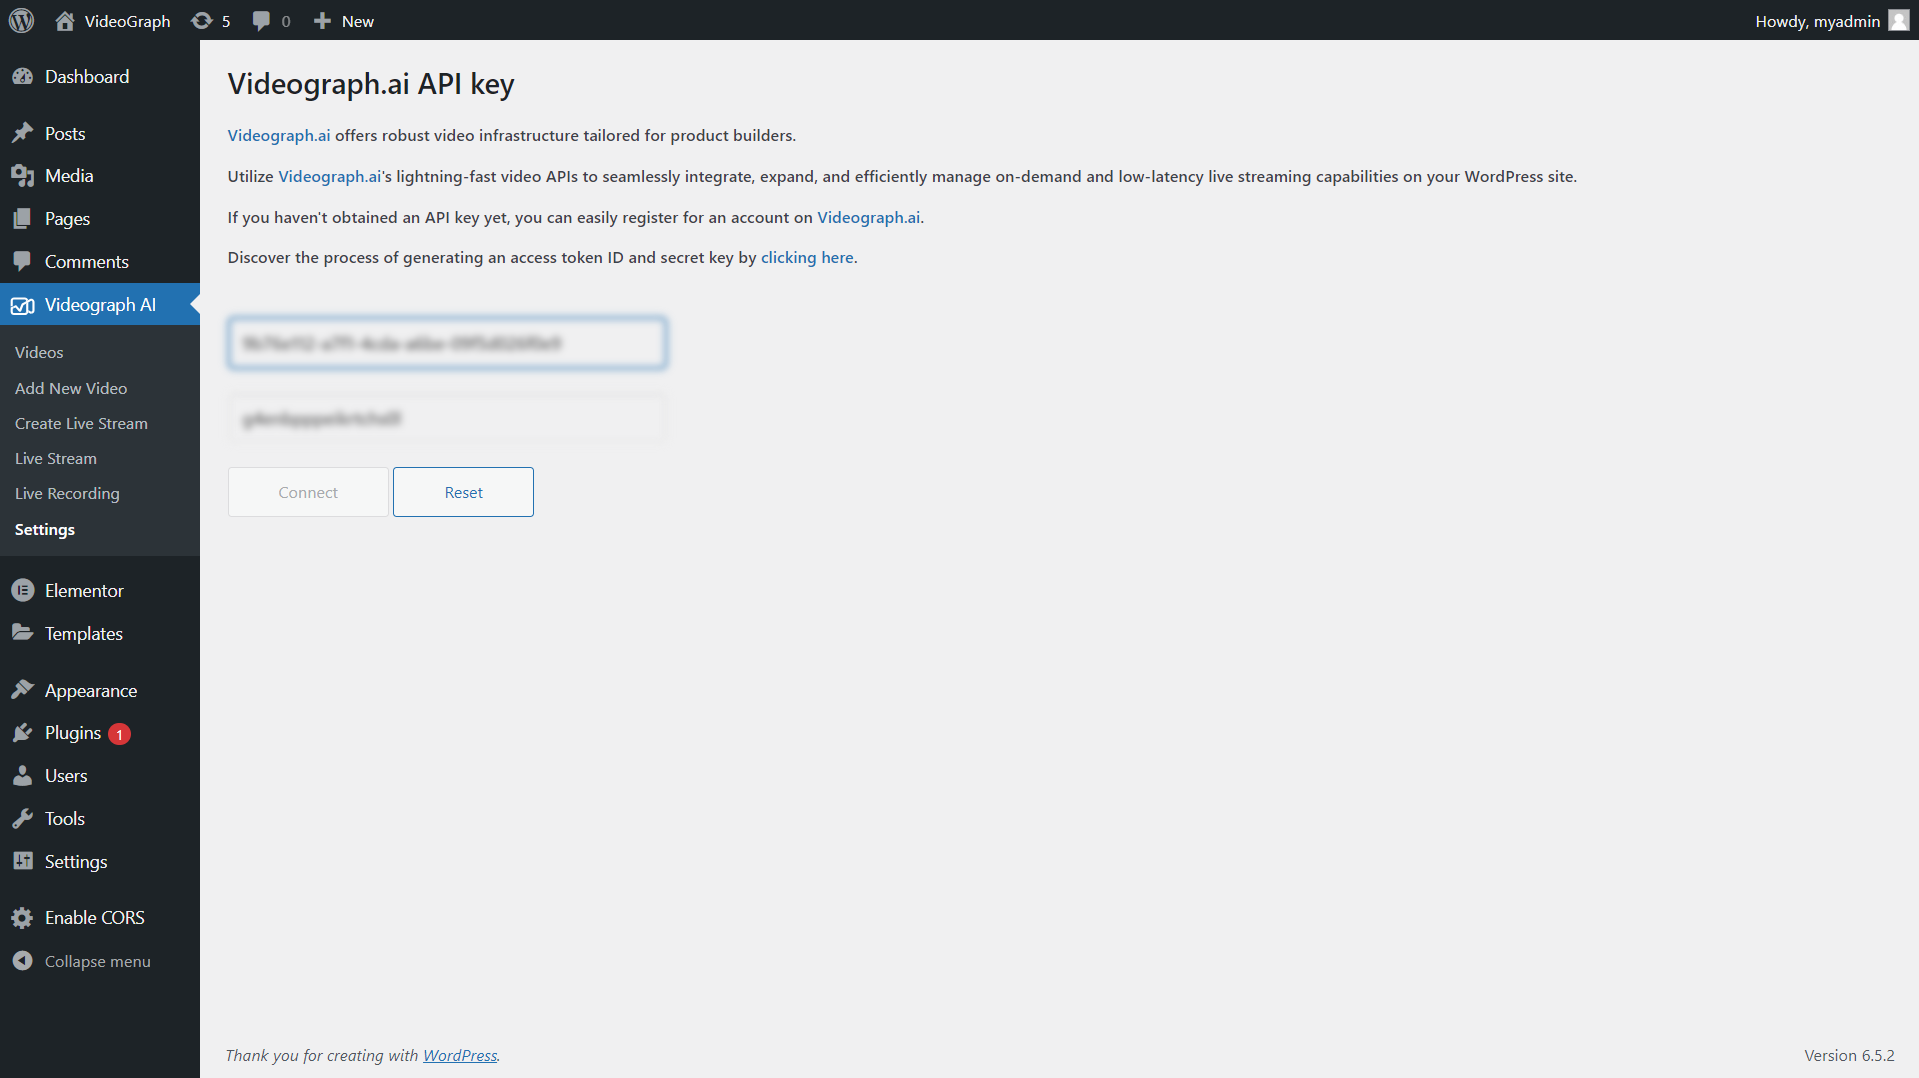 VideoGraph
5
0
New
Howdy, myadmin
Dashboard
Posts
Media
Pages
Comments
Videograph AI
Videos
Add New Video
Create Live Stream
Live Stream
Live Recording
Settings
Elementor
Templates
Appearance
Plugins 1
Users
Tools
Settings
Enable CORS
Collapse menu
Videograph.ai API key
Videograph.ai offers robust video infrastructure tailored for product builders.
Utilize Videograph.ai's lightning-fast video APIs to seamlessly integrate, expand, and efficiently manage on-demand and low-latency live streaming capabilities on your WordPress site.
If you haven't obtained an API key yet, you can easily register for an account on Videograph.ai.
Discover the process of generating an access token ID and secret key by clicking here.
Connect
Reset
Thank you for creating with WordPress.
Version 6.5.2